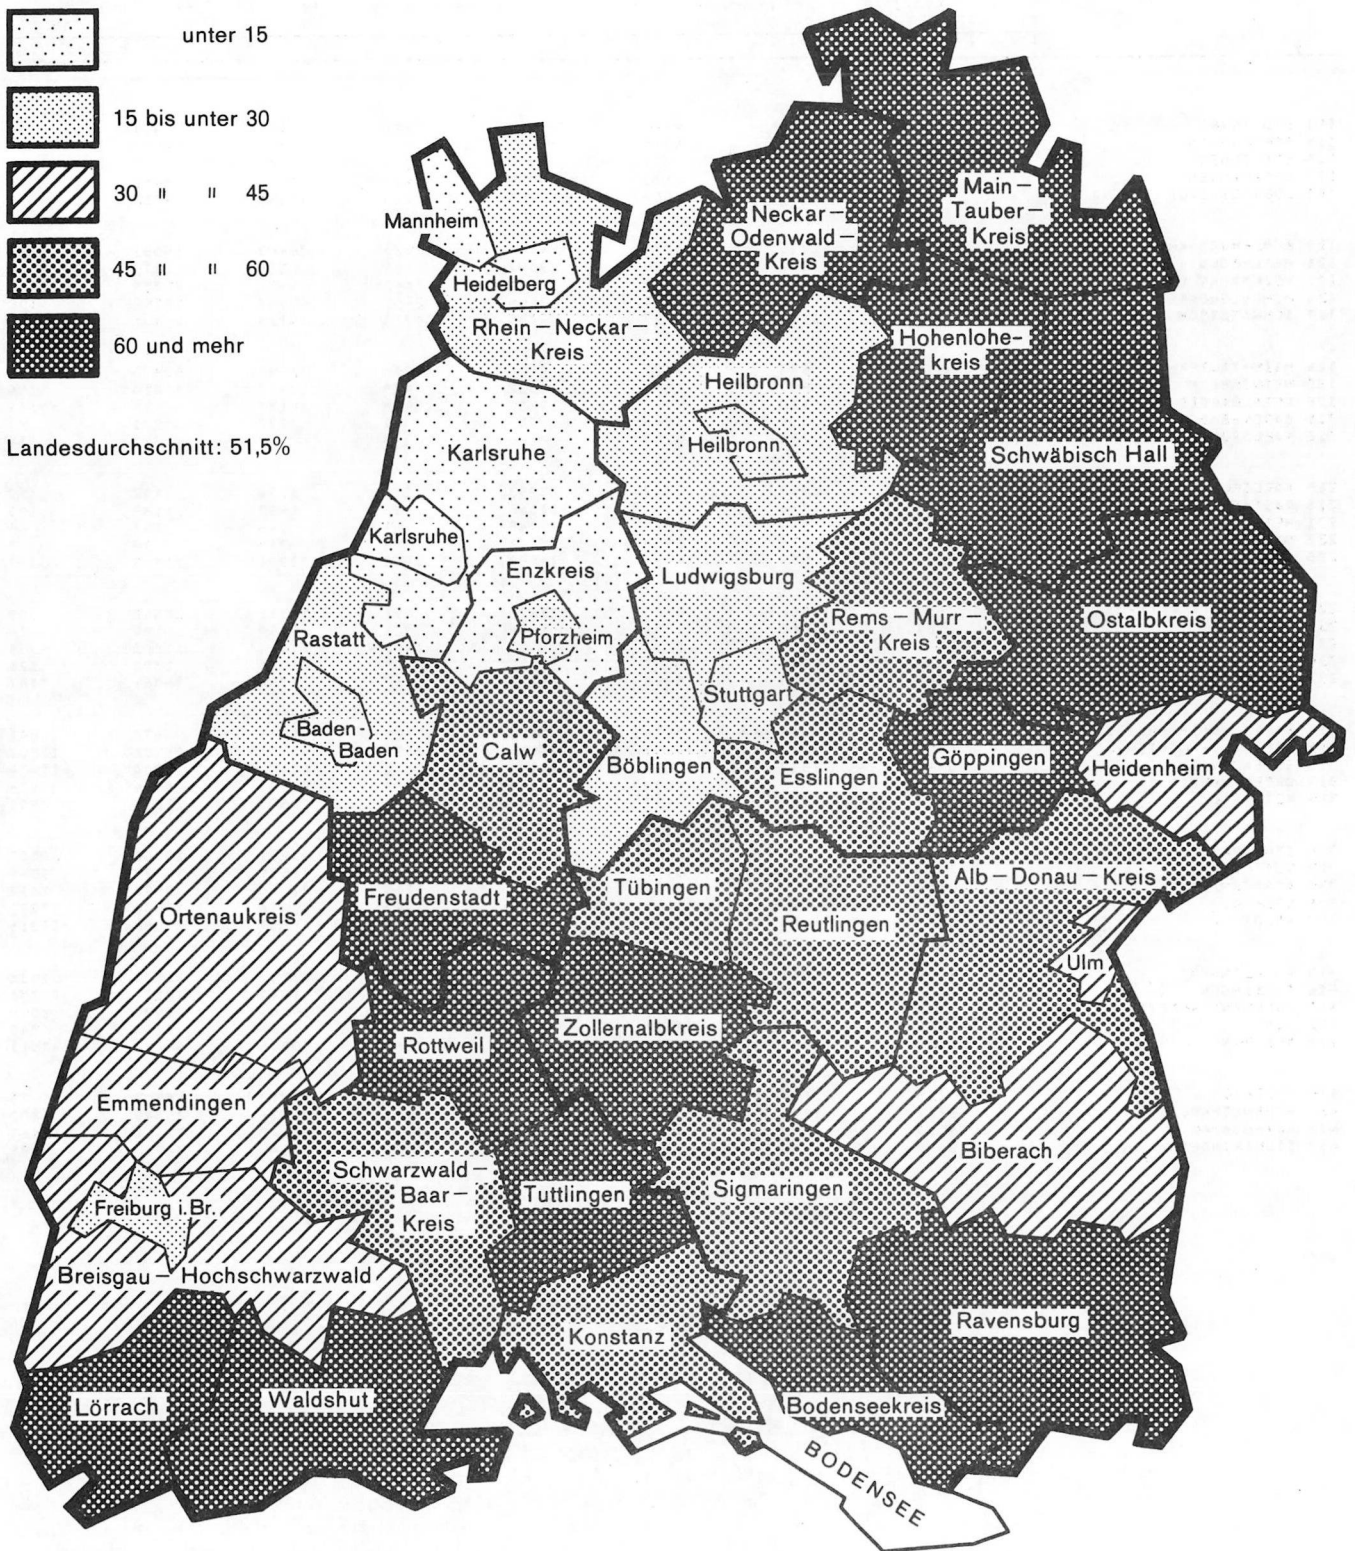 unter 15
15 bis unter 30
30 " " 45
45 " " 60
60 und mehr
Landesdurchschnitt: 51,5%
Main –
Tauber –
Kreis
Neckar –
Odenwald –
Kreis
Mannheim
Heidelberg
Rhein – Neckar –
Kreis
Hohenlohe-
kreis
Heilbronn
Heilbronn
Karlsruhe
Schwäbisch Hall
Karlsruhe
Enzkreis
Ludwigsburg
Rems – Murr –
Kreis
Ostalbkreis
Rastatt
Pforzheim
Stuttgart
Baden -
Baden
Calw
Böblingen
Esslingen
Göppingen
Heidenheim
Freudenstadt
Tübingen
Alb – Donau – Kreis
Ortenaukreis
Reutlingen
Ulm
Rottweil
Zollernalbkreis
Emmendingen
Biberach
Schwarzwald –
Baar –
Kreis
Tuttlingen
Sigmaringen
Freiburg i. Br.
Breisgau – Hochschwarzwald
Konstanz
Ravensburg
Lörrach
Waldshut
Bodenseekreis
BODENSEE